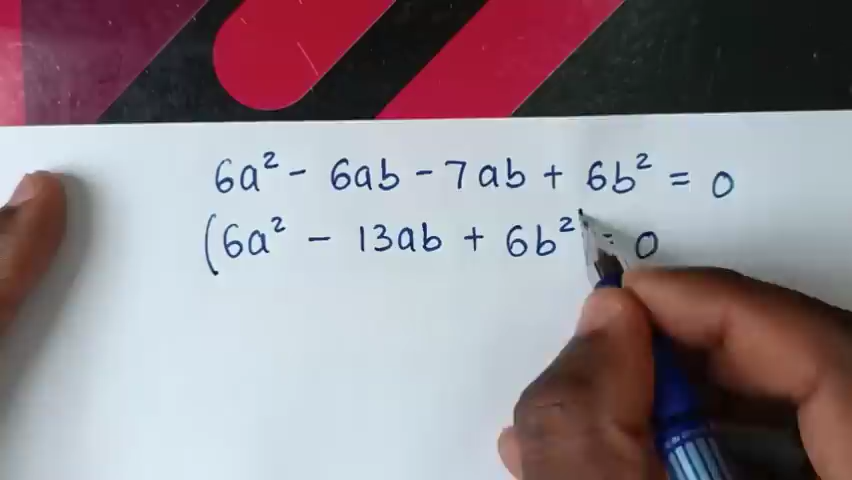 6a² - 6ab - 7ab + 6b² = 0
(6a² - 13ab + 6b² = 0